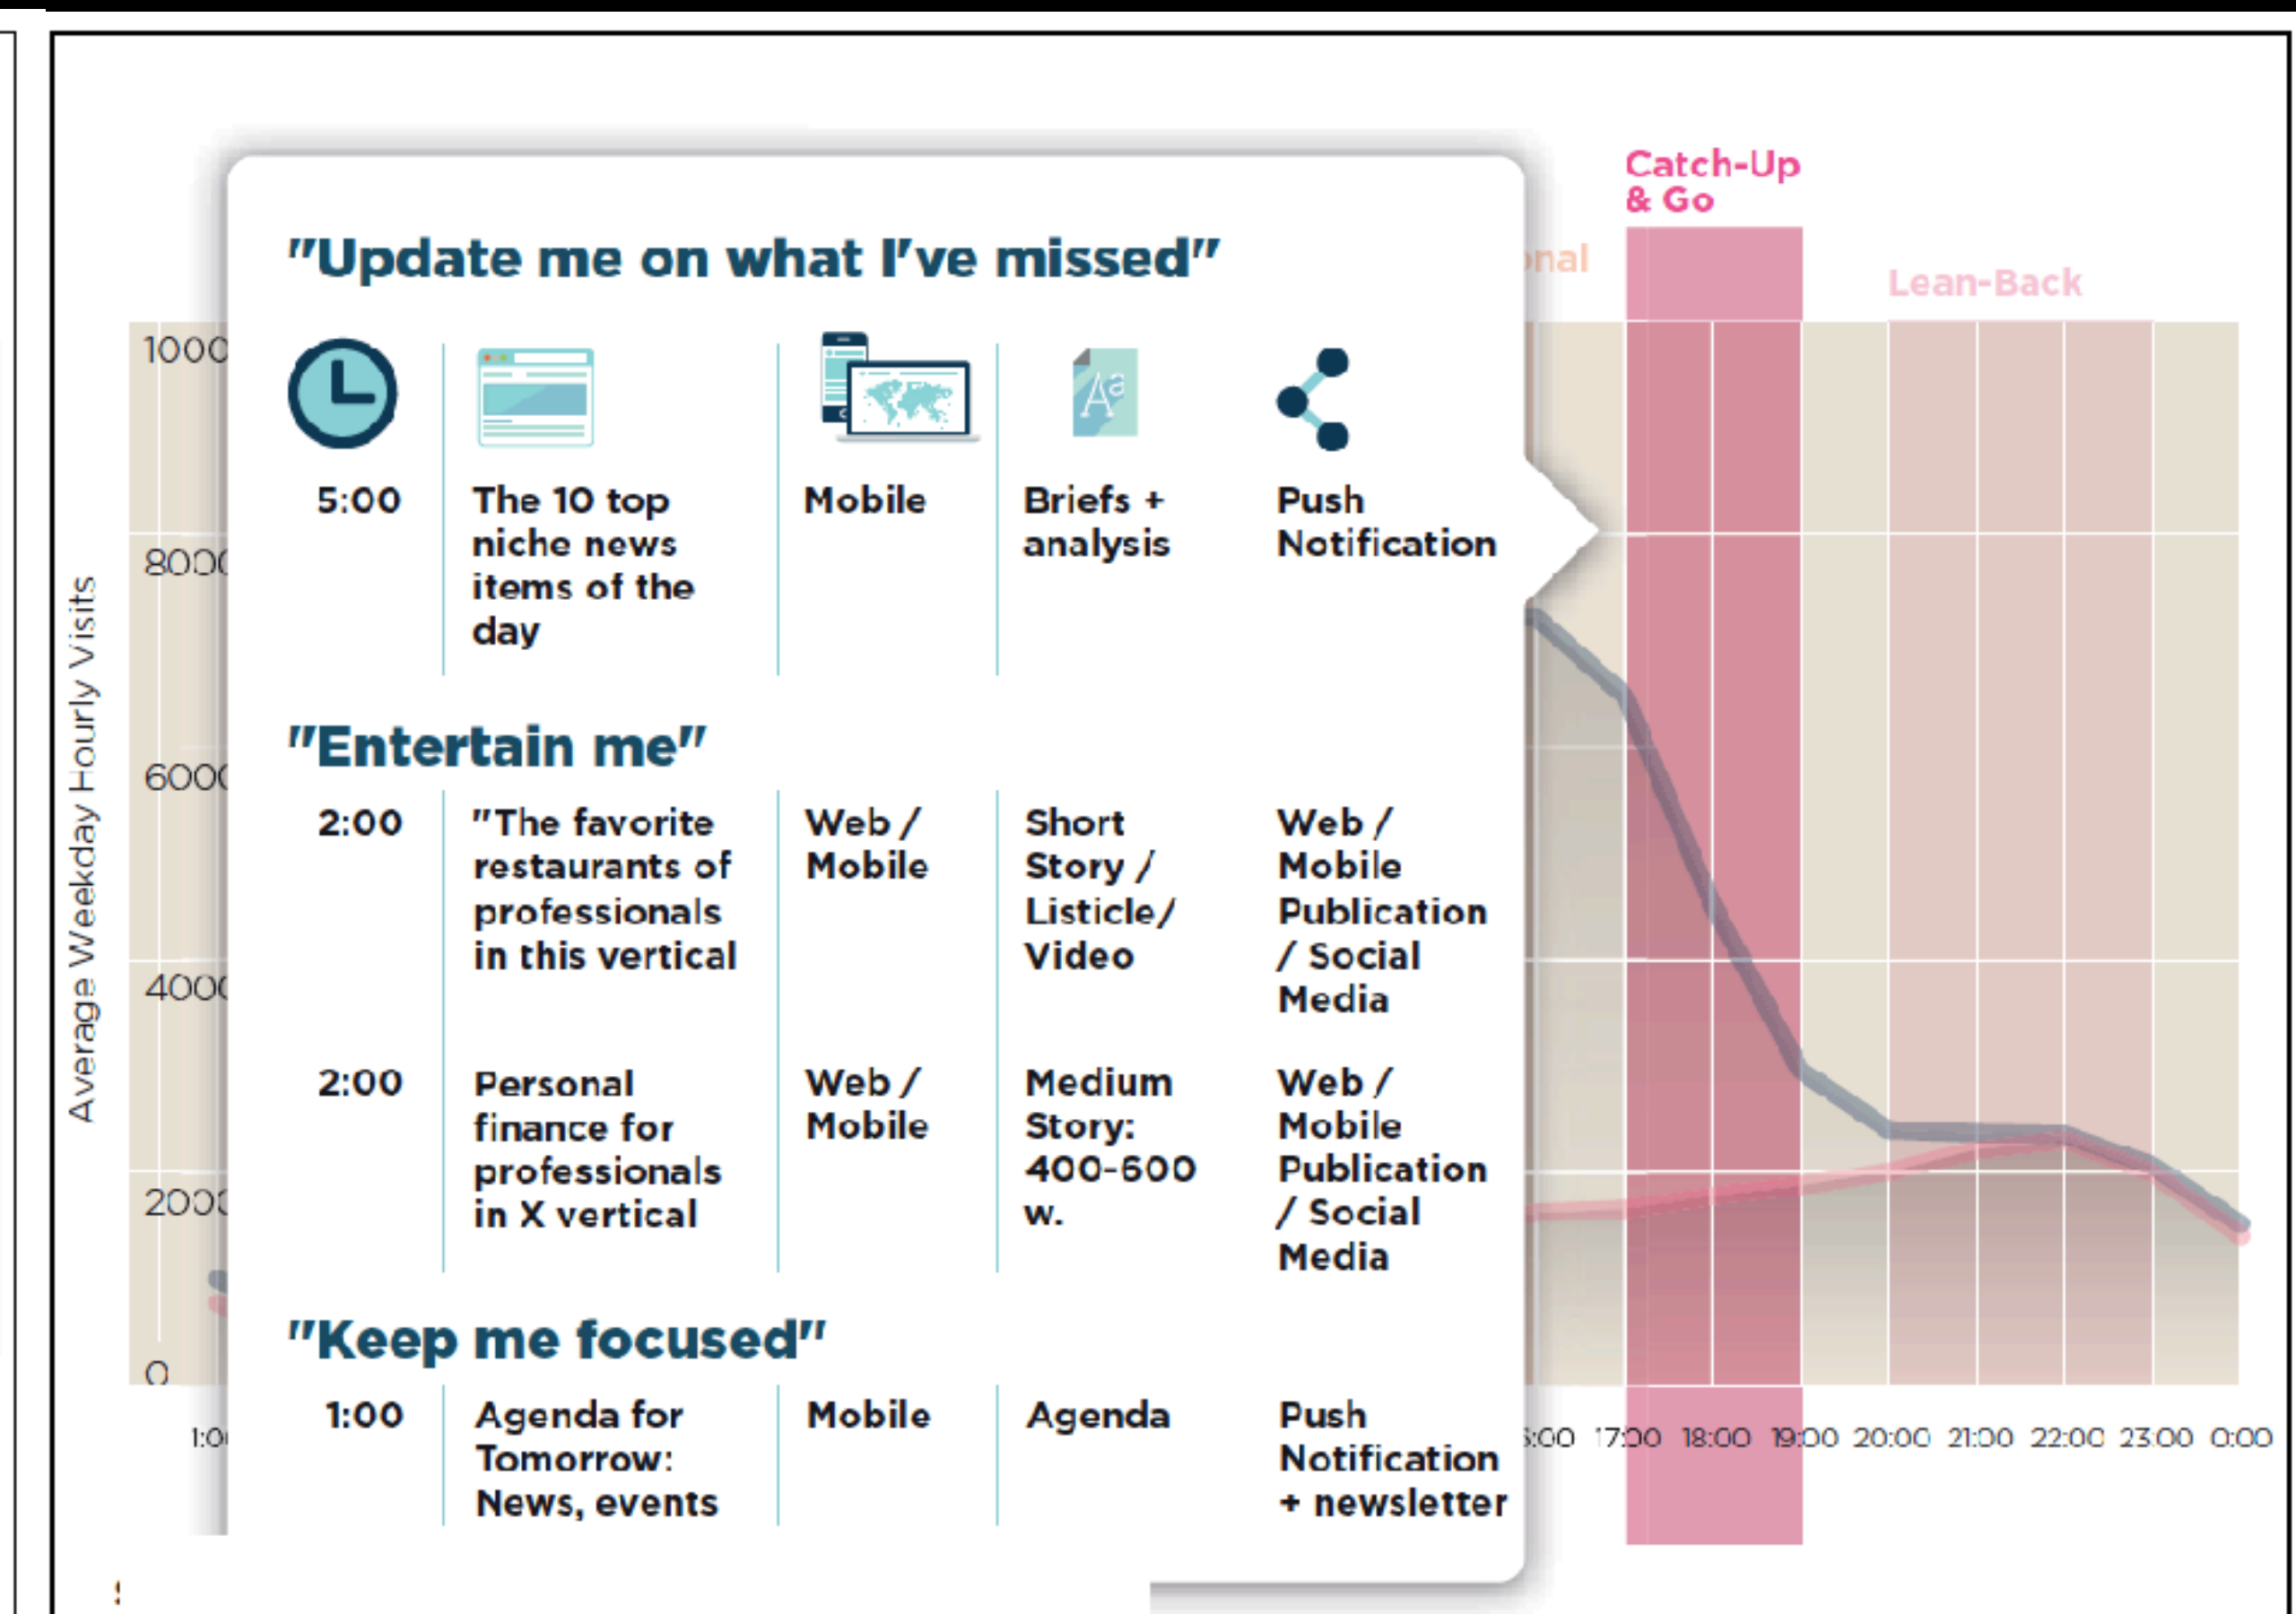 Catch-Up
& Go
"Update me on what I've missed"
Lean-Back
5:00
The 10 top
niche news
items of the
day
Mobile
Briefs +
analysis
Push
Notification
"Entertain me"
2:00
"The favorite
restaurants of
professionals
in this vertical
Web /
Mobile
Short
Story /
Listicle/
Video
Web /
Mobile
Publication
/ Social
Media
2:00
Personal
finance for
professionals
in X vertical
Web /
Mobile
Medium
Story:
400-600
w.
Web /
Mobile
Publication
/ Social
Media
"Keep me focused"
1:00
Agenda for
Tomorrow:
News, events
Mobile
Agenda
Push
Notification
+ newsletter
Average Weekday Hourly Visits
1000
8000
6000
4000
2000
0
17:00 18:00 19:00 20:00 21:00 22:00 23:00 0:00